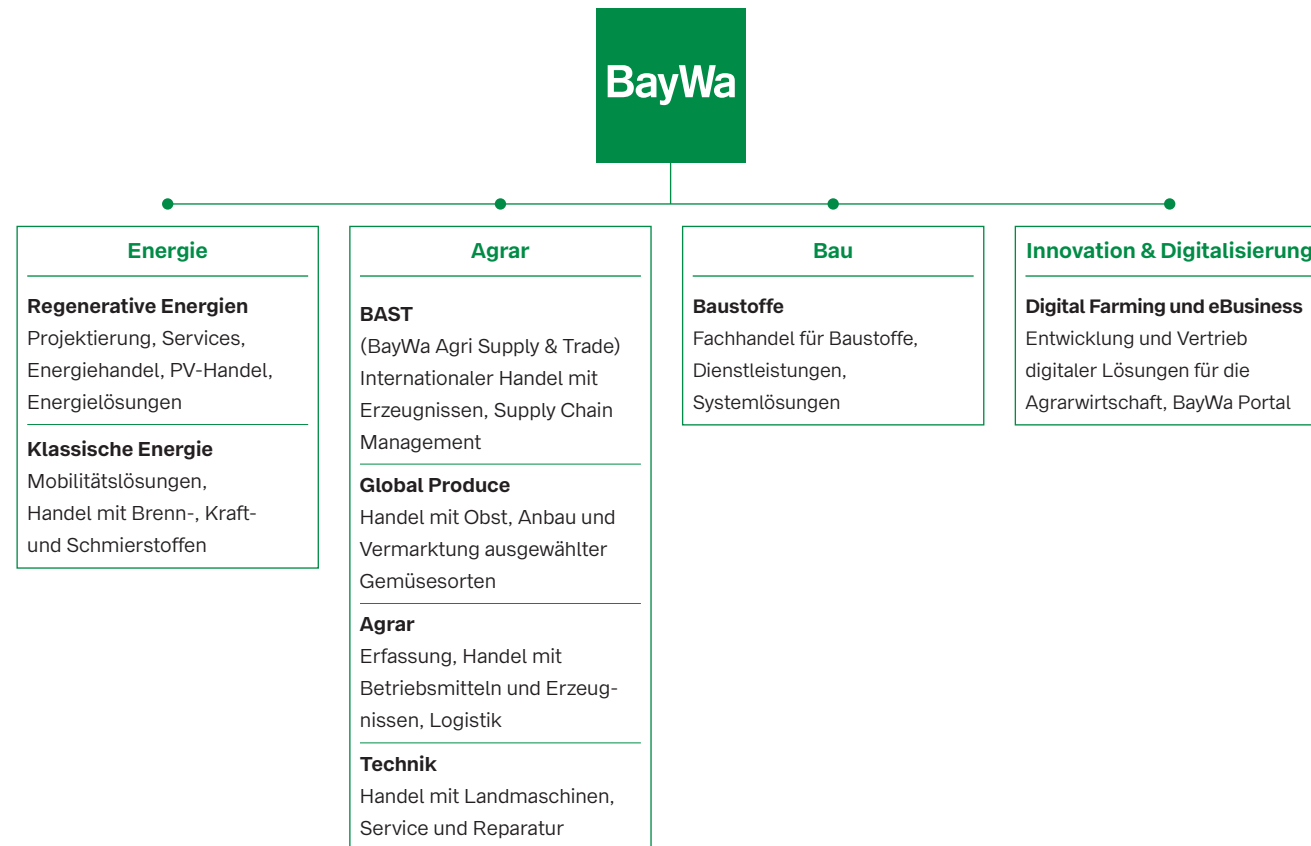 BayWa
Energie
Regenerative Energien
Projektierung, Services,
Energiehandel, PV-Handel,
Energielösungen
Klassische Energie
Mobilitätslösungen,
Handel mit Brenn-, Kraft-
und Schmierstoffen
Agrar
BAST
(BayWa Agri Supply & Trade)
Internationaler Handel mit
Erzeugnissen, Supply Chain
Management
Global Produce
Handel mit Obst, Anbau und
Vermarktung ausgewählter
Gemüsesorten
Agrar
Erfassung, Handel mit
Betriebsmitteln und Erzeug-
nissen, Logistik
Technik
Handel mit Landmaschinen,
Service und Reparatur
Bau
Baustoffe
Fachhandel für Baustoffe,
Dienstleistungen,
Systemlösungen
Innovation & Digitalisierung
Digital Farming und eBusiness
Entwicklung und Vertrieb
digitaler Lösungen für die
Agrarwirtschaft, BayWa Portal